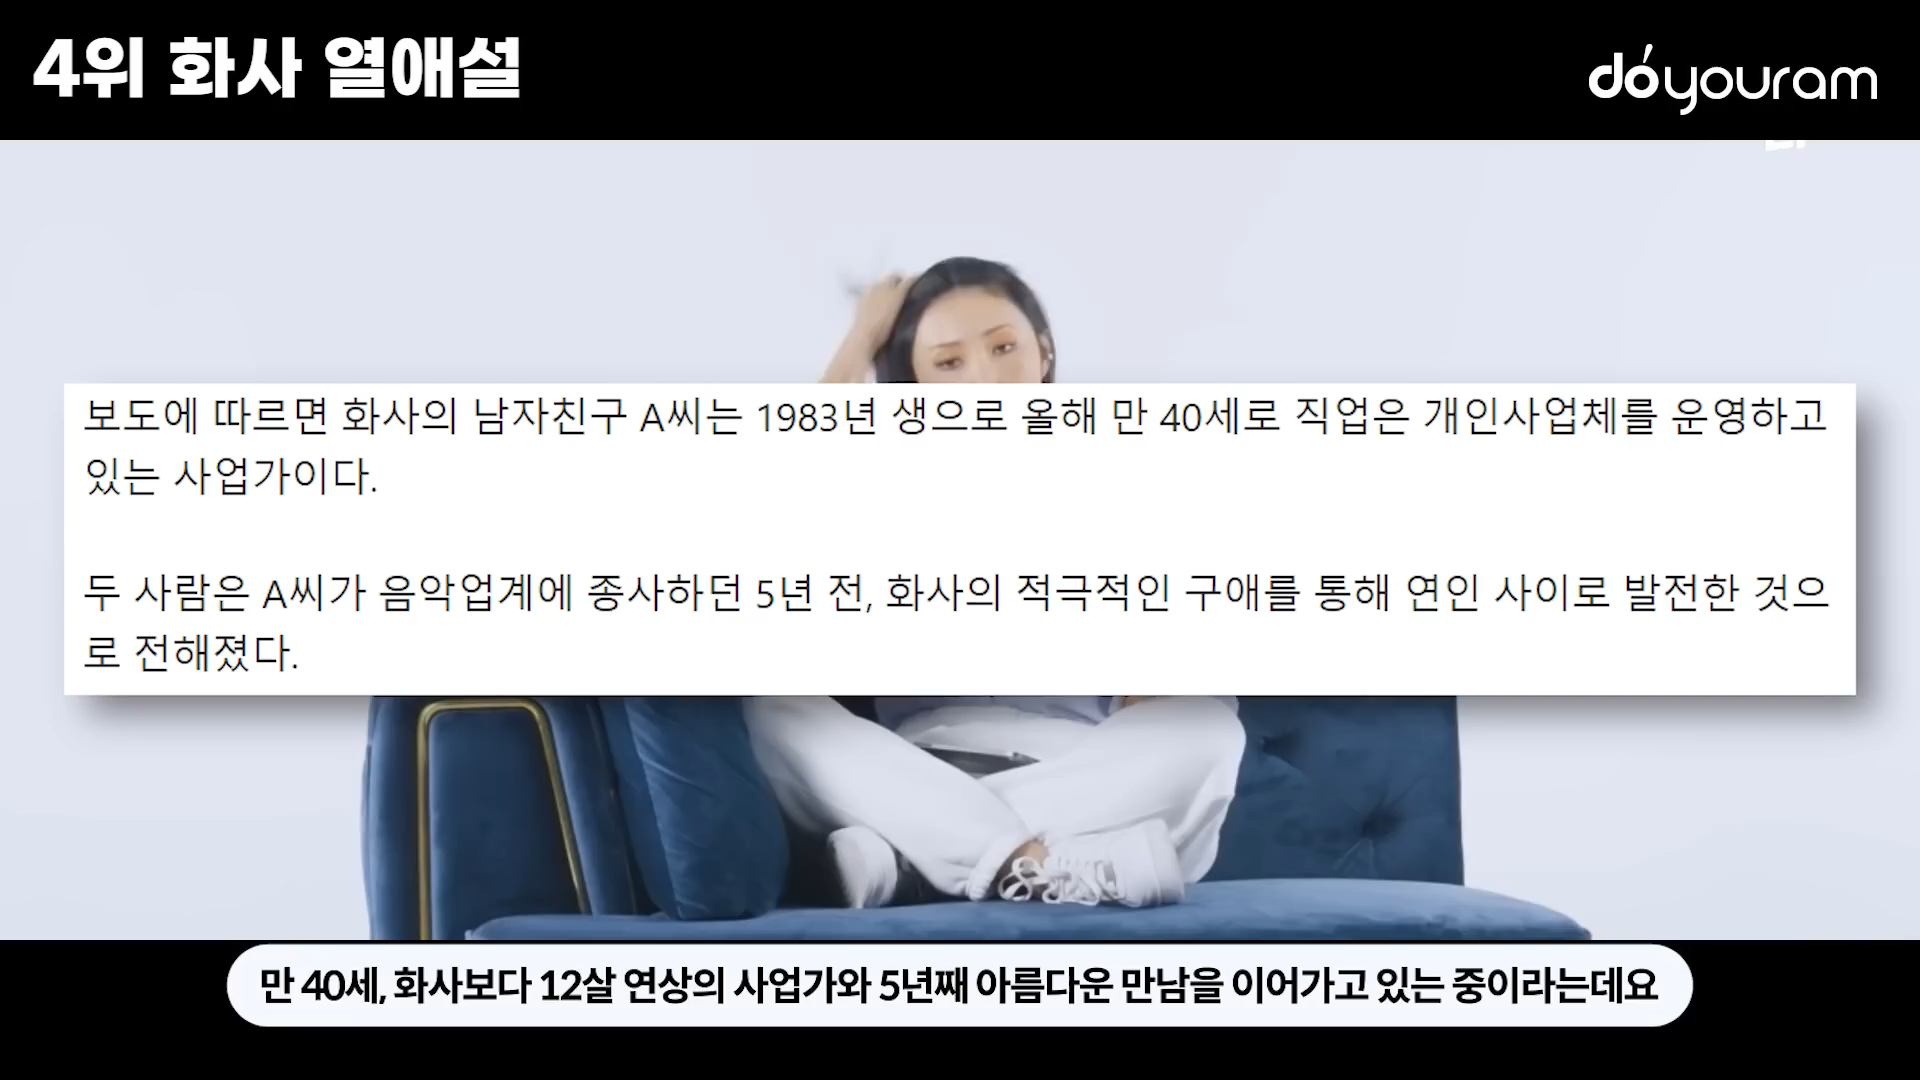 4위 화사 열애설
dóyouram
보도에 따르면 화사의 남자친구 A씨는 1983년 생으로 올해 만 40세로 직업은 개인사업체를 운영하고
있는 사업가이다.
두 사람은 A씨가 음악업계에 종사하던 5년 전, 화사의 적극적인 구애를 통해 연인 사이로 발전한 것으
로 전해졌다.
만 40세, 화사보다 12살 연상의 사업가와 5년째 아름다운 만남을 이어가고 있는 중이라는데요